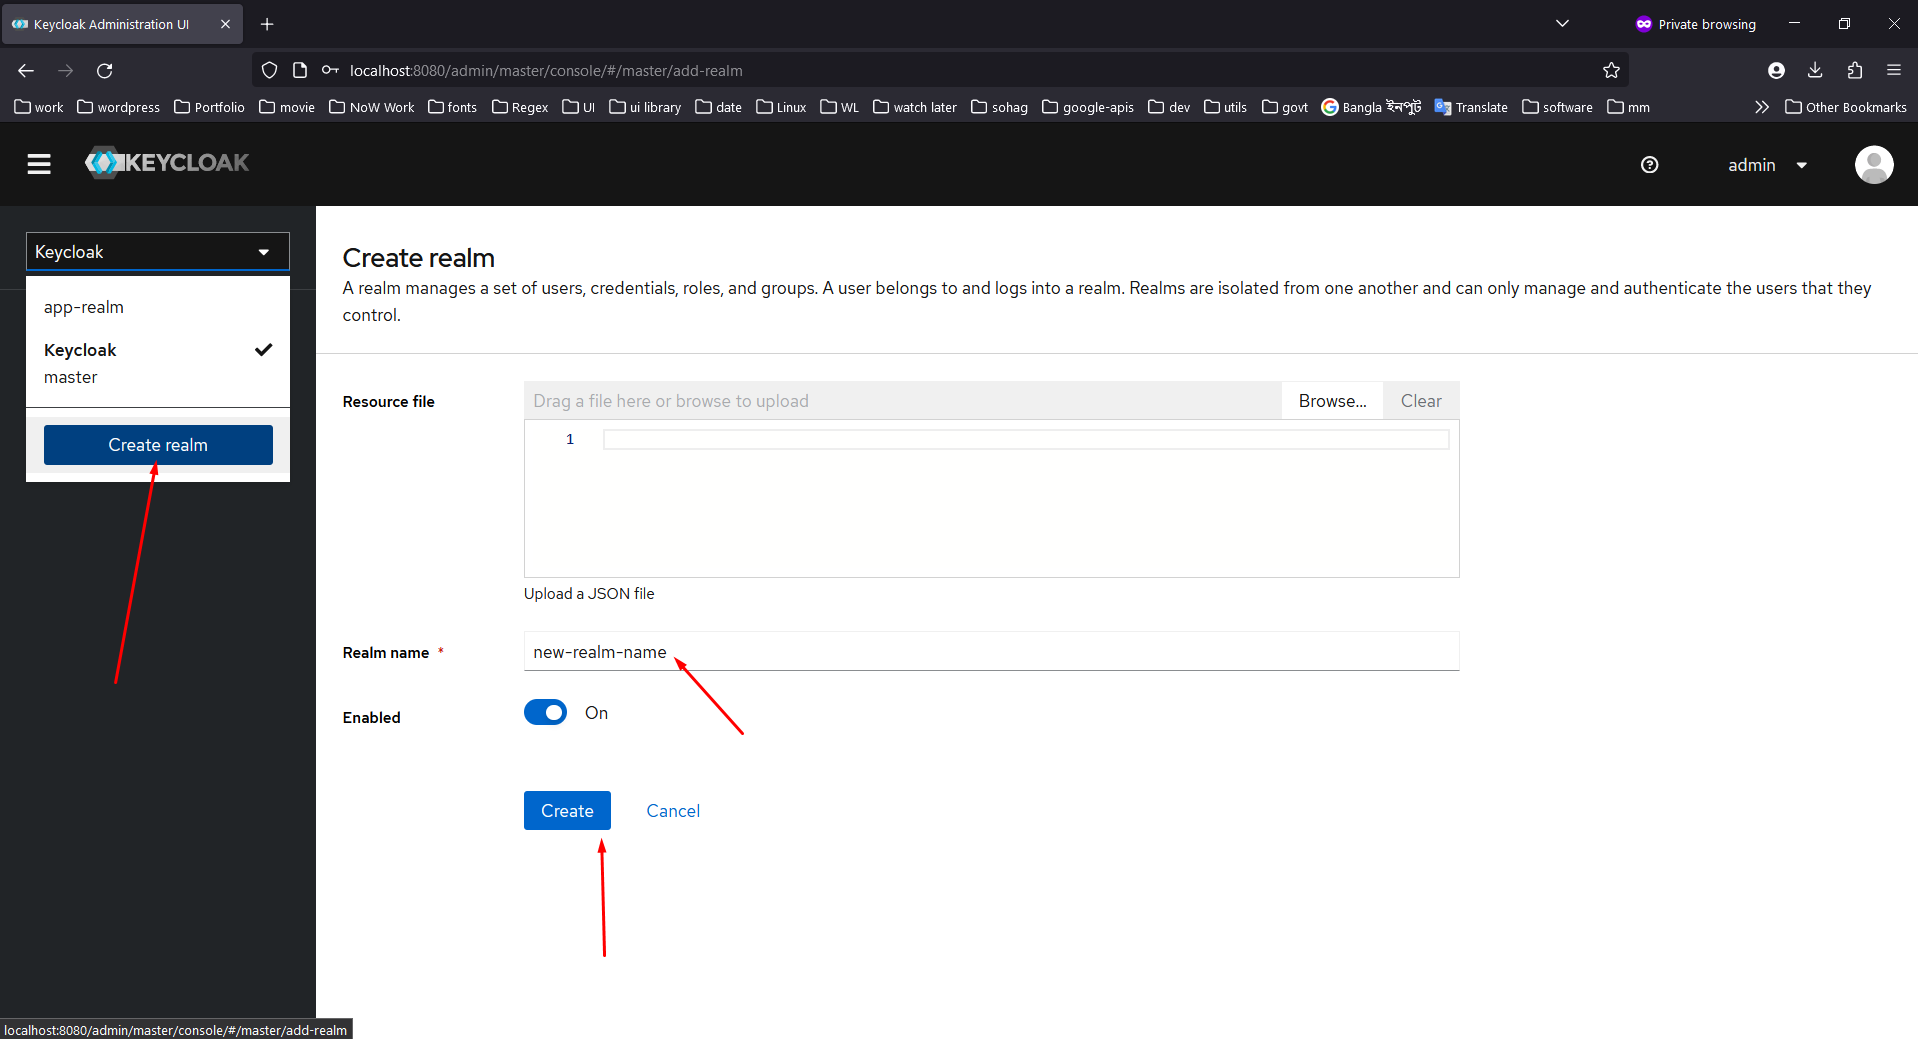 Keycloak Administration UI
Private browsing
localhost:8080/admin/master/console/#/master/add-realm
work wordpress Portfolio movie NoW Work fonts Regex UI ui library date Linux WL watch later sohag google-apis dev utils govt Bangla ইনপুট Translate software mm Other Bookmarks
KEYCLOAK
admin
Keycloak
app-realm
Keycloak
master
Create realm
Create realm
A realm manages a set of users, credentials, roles, and groups. A user belongs to and logs into a realm. Realms are isolated from one another and can only manage and authenticate the users that they
control.
Resource file
Drag a file here or browse to upload
Browse...
Clear
1
Upload a JSON file
Realm name *
new-realm-name
Enabled
On
Create
Cancel
localhost:8080/admin/master/console/#/master/add-realm